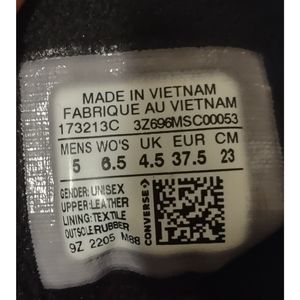 MADE IN VIETNAM
FABRIQUE AU VIETNAM
173213C 3Z696MSC00053
MENS WO'S UK EUR CM
5 6.5 4.5 37.5 23
GENDER: UNISEX
UPPER: LEATHER
LINING: TEXTILE
OUTSOLE: RUBBER
9Z 2205 M88
CONVERSE